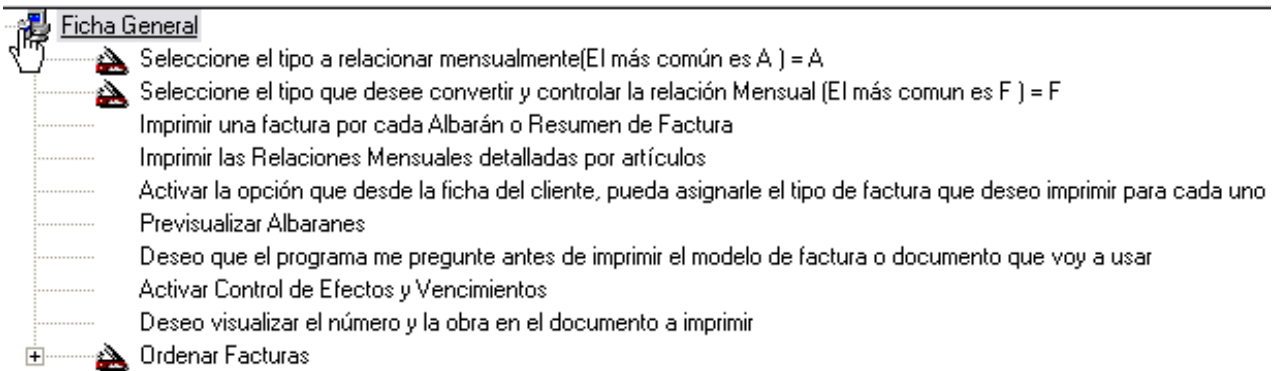 Ficha General
Seleccione el tipo a relacionar mensualmente(El más común es A ) = A
Seleccione el tipo que desee convertir y controlar la relación Mensual (El más comun es F ) = F
Imprimir una factura por cada Albarán o Resumen de Factura
Imprimir las Relaciones Mensuales detalladas por artículos
Activar la opción que desde la ficha del cliente, pueda asignarle el tipo de factura que deseo imprimir para cada uno
Previsualizar Albaranes
Deseo que el programa me pregunte antes de imprimir el modelo de factura o documento que voy a usar
Activar Control de Efectos y Vencimientos
Deseo visualizar el número y la obra en el documento a imprimir
Ordenar Facturas